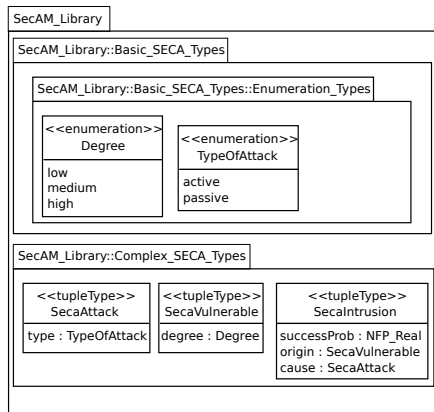 SecAM_Library
SecAM_Library::Basic_SECA_Types
SecAM_Library::Basic_SECA_Types::Enumeration_Types
<<enumeration>>
Degree
low
medium
high
<<enumeration>>
TypeOfAttack
active
passive
SecAM_Library::Complex_SECA_Types
<<tupleType>>
SecaAttack
type : TypeOfAttack
<<tupleType>>
SecaVulnerable
degree : Degree
<<tupleType>>
SecaIntrusion
successProb : NFP_Real
origin : SecaVulnerable
cause : SecaAttack